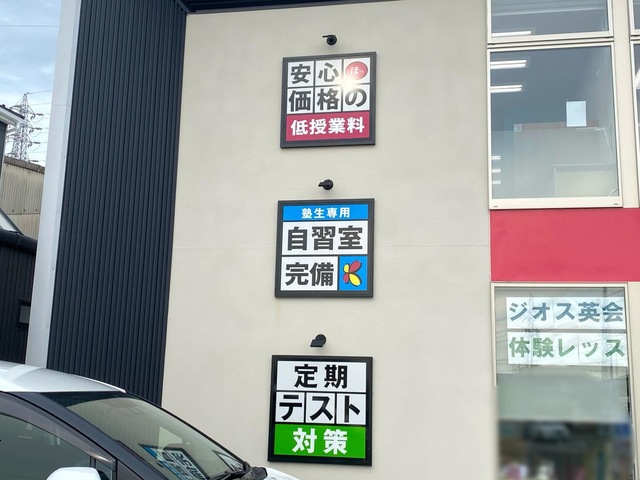 安心 ほっ
価格の
低授業料
塾生専用
自習室
完備
定期
テスト
対策
ジオス英会
体験レッス